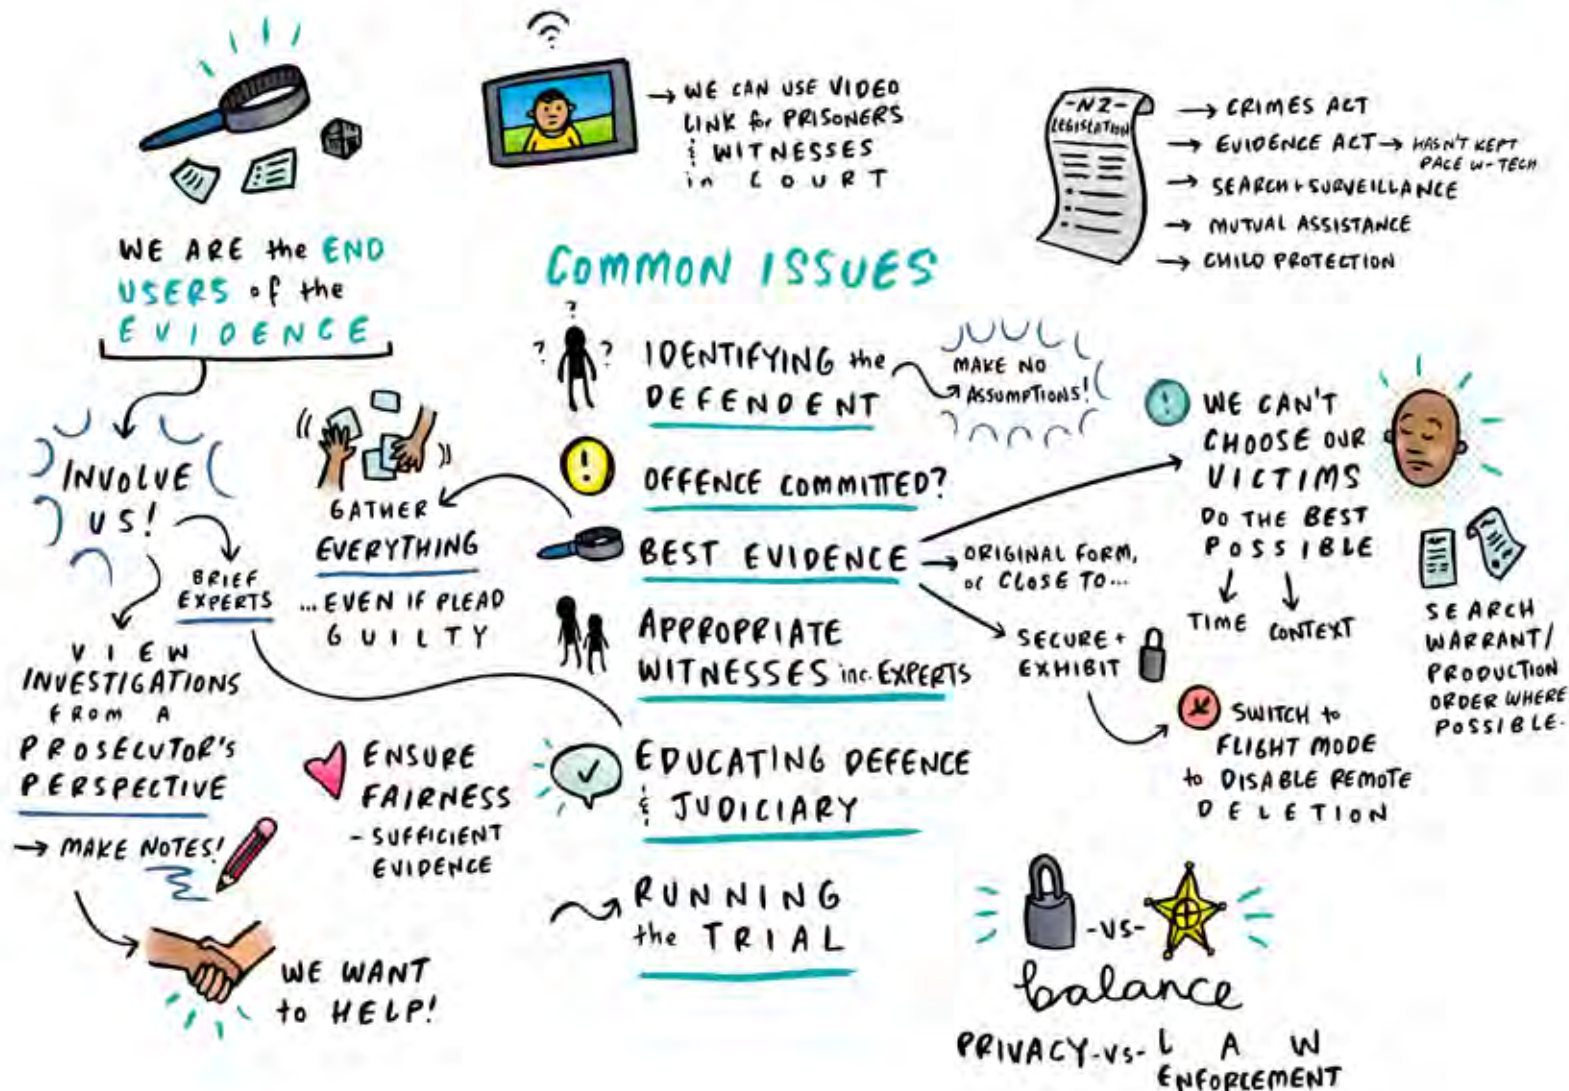 WE ARE the END
USERS of the
EVIDENCE
INVOLVE
US!
BRIEF
EXPERTS
VIEW
INVESTIGATIONS
FROM A
PROSECUTOR'S
PERSPECTIVE
→ MAKE NOTES!
WE WANT
to HELP!
GATHER
EVERYTHING
...EVEN IF PLEAD
GUILTY
ENSURE
FAIRNESS
- SUFFICIENT
EVIDENCE
→ WE CAN USE VIDEO
LINK for PRISONERS
& WITNESSES
in COURT
COMMON ISSUES
? ? ?
IDENTIFYING the
DEFENDENT
MAKE NO
ASSUMPTIONS!
!
OFFENCE COMMITTED?
BEST EVIDENCE
→ ORIGINAL FORM,
or CLOSE TO...
SECURE +
EXHIBIT
SWITCH to
FLIGHT MODE
to DISABLE REMOTE
DELETION
APPROPRIATE
WITNESSES inc. EXPERTS
EDUCATING DEFENCE
& JUDICIARY
RUNNING
the TRIAL
-NZ-
LEGISLATION
→ CRIMES ACT
→ EVIDENCE ACT → HASN'T KEPT
PACE W-TECH
→ SEARCH + SURVEILLANCE
→ MUTUAL ASSISTANCE
→ CHILD PROTECTION
!
WE CAN'T
CHOOSE OUR
VICTIMS
DO THE BEST
POSSIBLE
TIME CONTEXT
SEARCH
WARRANT/
PRODUCTION
ORDER WHERE
POSSIBLE.
-VS-
balance
PRIVACY-VS-LAW
ENFORCEMENT